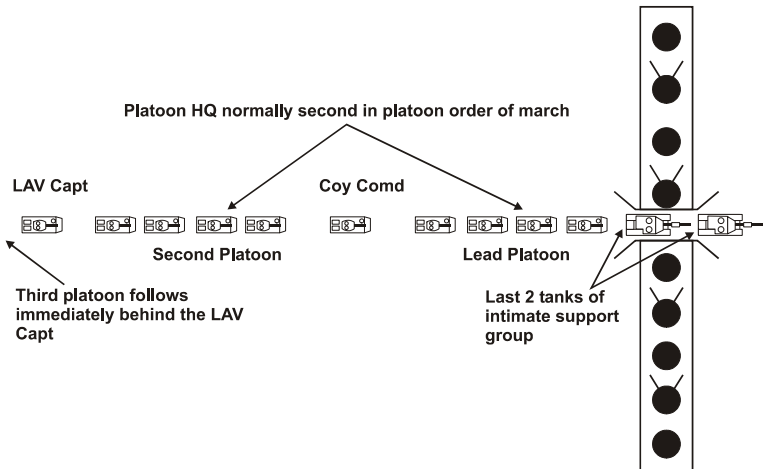 Platoon HQ normally second in platoon order of march
LAV Capt
Coy Comd
Second Platoon
Lead Platoon
Third platoon follows
immediately behind the LAV
Capt
Last 2 tanks of
intimate support
group